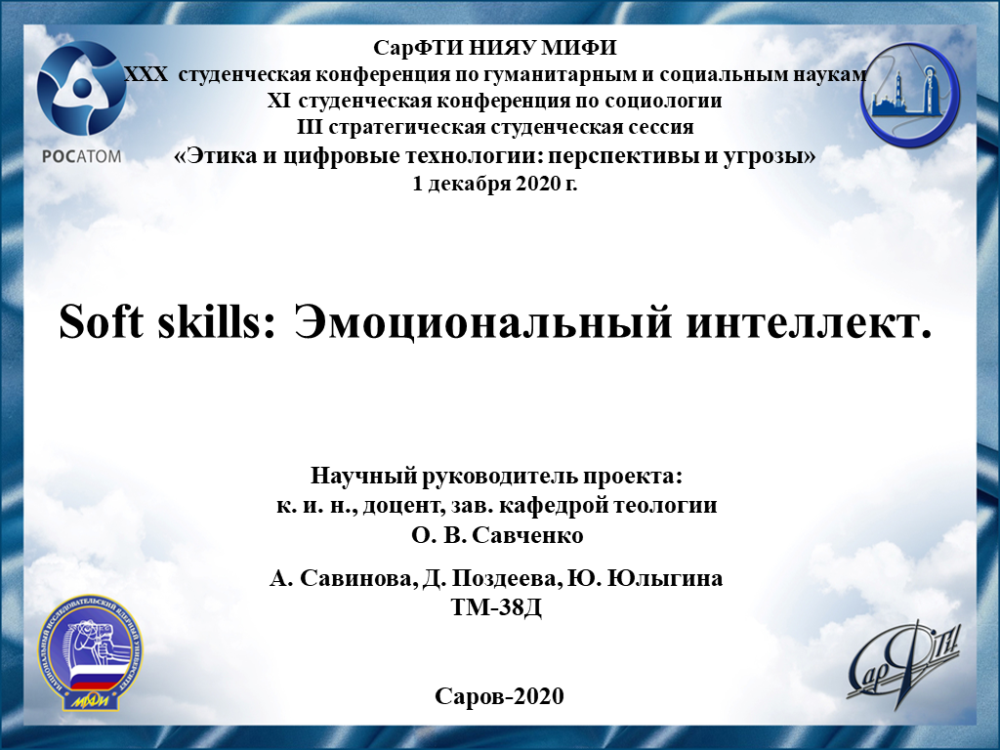 СарФТИ НИЯУ МИФИ
XXX студенческая конференция по гуманитарным и социальным наукам
XI студенческая конференция по социологии
III стратегическая студенческая сессия
«Этика и цифровые технологии: перспективы и угрозы»
1 декабря 2020 г.
РОСАТОМ
Soft skills: Эмоциональный интеллект.
Научный руководитель проекта:
к. и. н., доцент, зав. кафедрой теологии
О. В. Савченко
А. Савинова, Д. Поздеева, Ю. Юлыгина
ТМ-38Д
НАЦИОНАЛЬНЫЙ ИССЛЕДОВАТЕЛЬСКИЙ ЯДЕРНЫЙ УНИВЕРСИТЕТ
МИФИ
СарФТИ
Саров-2020